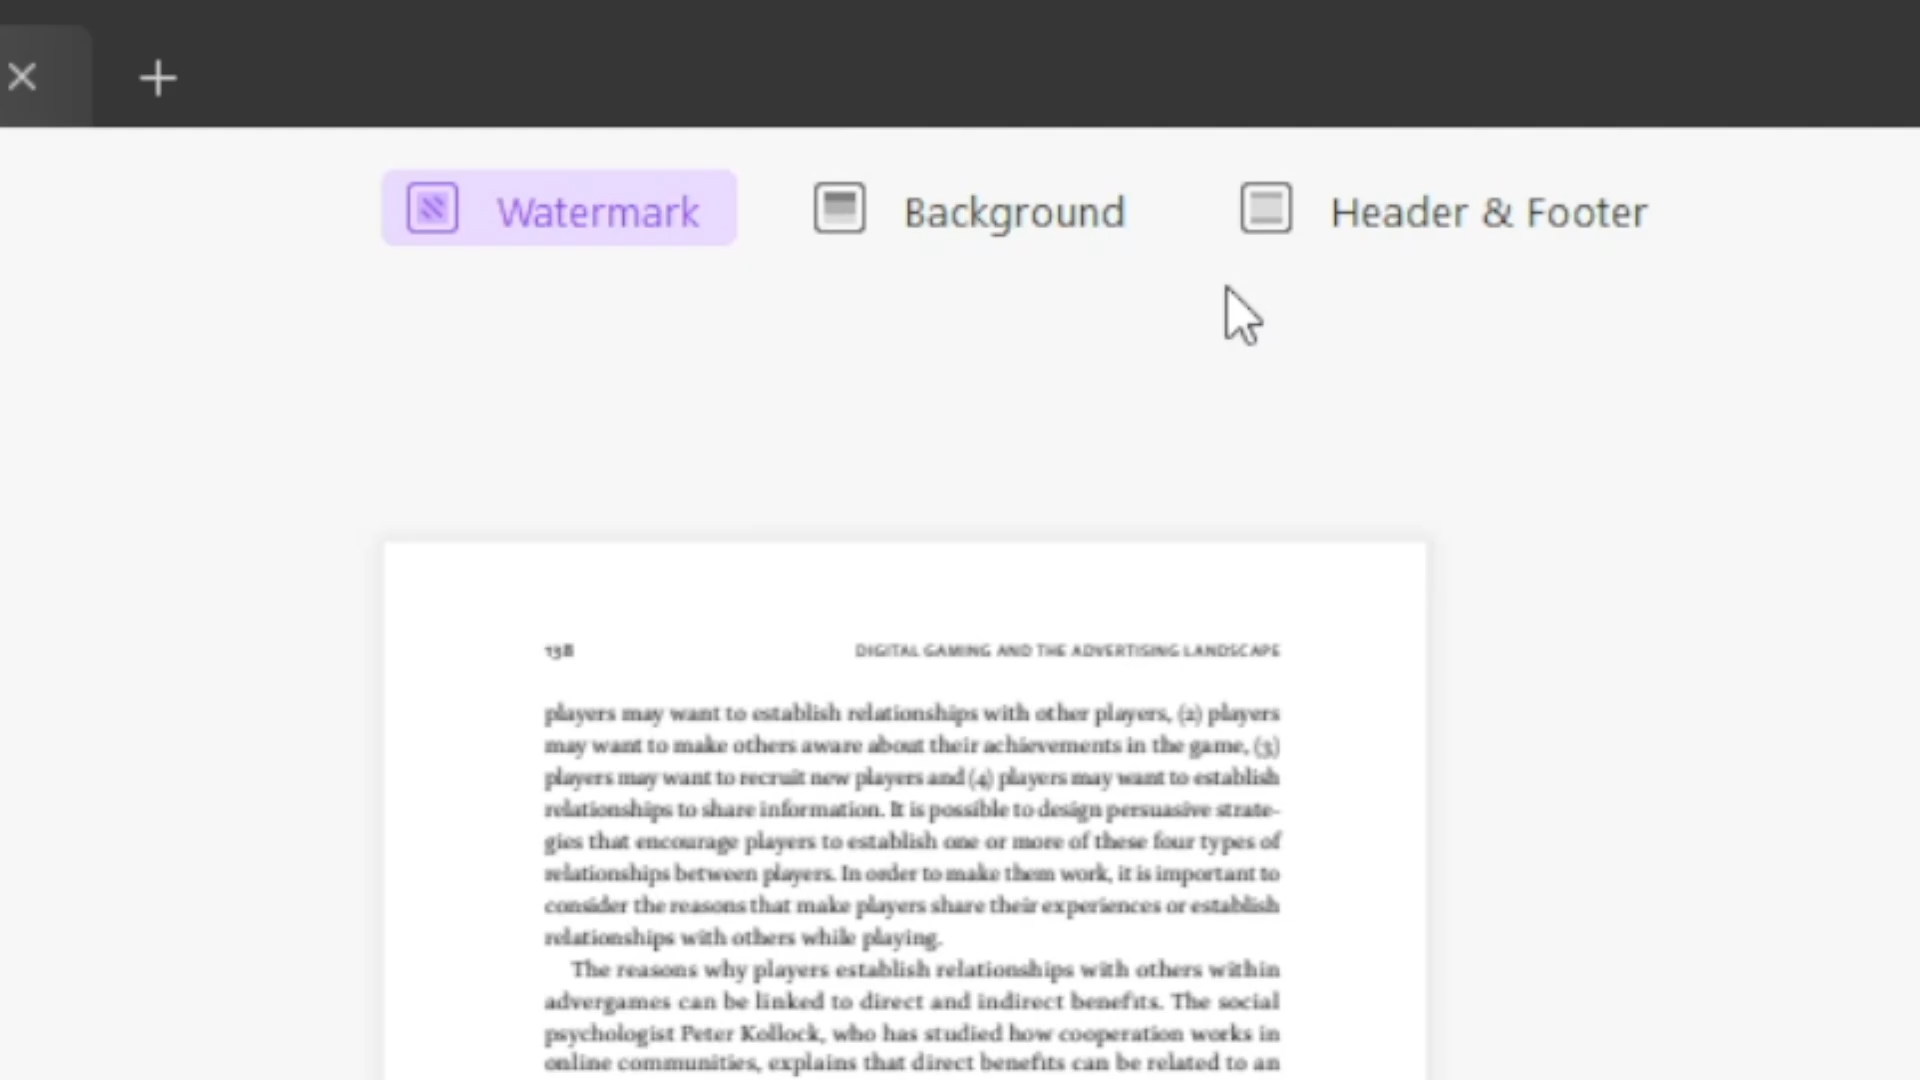 Watermark Background Header & Footer
138 DIGITAL GAMING AND THE ADVERTISING LANDSCAPE
players may want to establish relationships with other players, (2) players
may want to make others aware about their achievements in the game, (3)
players may want to recruit new players and (4) players may want to establish
relationships to share information. It is possible to design persuasive strate-
gies that encourage players to establish one or more of these four types of
relationships between players. In order to make them work, it is important to
consider the reasons that make players share their experiences or establish
relationships with others while playing.
The reasons why players establish relationships with others within
advergames can be linked to direct and indirect benefits. The social
psychologist Peter Kollock, who has studied how cooperation works in
online communities, explains that direct benefits can be related to an